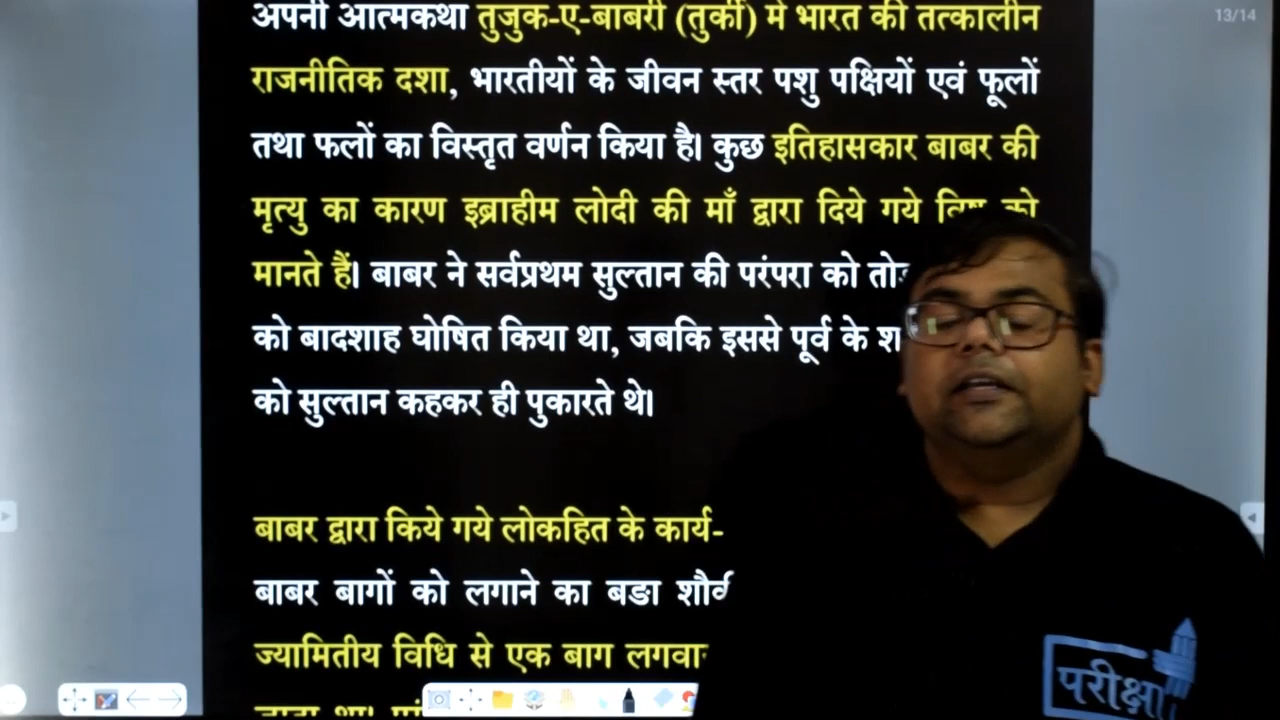 13/14
अपनी आत्मकथा तुजुक-ए-बाबरी (तुर्की) में भारत की तत्कालीन
राजनीतिक दशा, भारतीयों के जीवन स्तर पशु पक्षियों एवं फूलों
तथा फलों का विस्तृत वर्णन किया है। कुछ इतिहासकार बाबर की
मृत्यु का कारण इब्राहीम लोदी की माँ द्वारा दिये गये विष को
मानते हैं। बाबर ने सर्वप्रथम सुल्तान की परंपरा को
को बादशाह घोषित किया था, जबकि इससे पूर्व के
को सुल्तान कहकर ही पुकारते थे।
बाबर द्वारा किये गये लोकहित के कार्य-
बाबर बागों को लगाने का बङा
ज्यामितीय विधि से एक बाग
परीक्षा